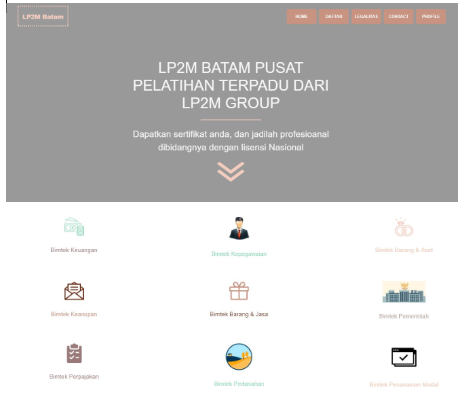 LP2M Batam
HOME DAFTAR LEGALITAS CONTACT PROFILE
LP2M BATAM PUSAT
PELATIHAN TERPADU DARI
LP2M GROUP
Dapatkan sertifikat anda, dan jadilah profesioanal
dibidangnya dengan lisensi Nasional
Bimtek Keuangan
Bimtek Kepegawaian
Bimtek Barang & Aset
Bimtek Kearsipan
Bimtek Barang & Jasa
Bimtek Pemerintah
Bimtek Perpajakan
Bimtek Pertanahan
Bimtek Penanaman Modal